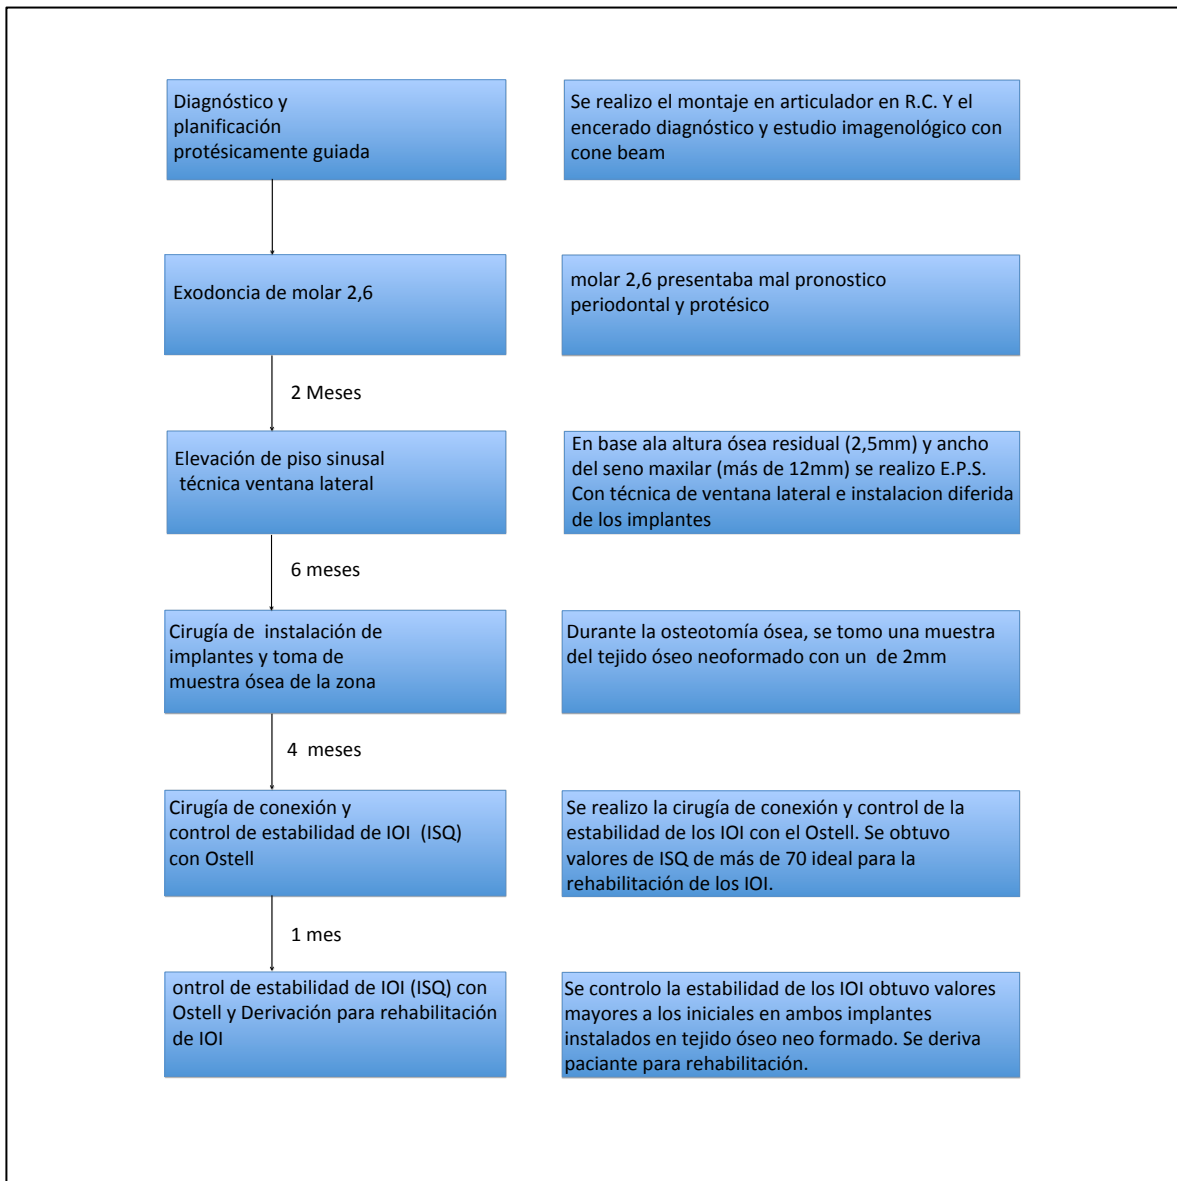 Diagnóstico y
planificación
protésicamente guiada
Se realizo el montaje en articulador en R.C. Y el
encerado diagnóstico y estudio imagenológico con
cone beam
Exodoncia de molar 2,6
molar 2,6 presentaba mal pronostico
periodontal y protésico
2 Meses
Elevación de piso sinusal
técnica ventana lateral
En base ala altura ósea residual (2,5mm) y ancho
del seno maxilar (más de 12mm) se realizo E.P.S.
Con técnica de ventana lateral e instalacion diferida
de los implantes
6 meses
Cirugía de instalación de
implantes y toma de
muestra ósea de la zona
Durante la osteotomía ósea, se tomo una muestra
del tejido óseo neoformado con un de 2mm
4 meses
Cirugía de conexión y
control de estabilidad de IOI (ISQ)
con Ostell
Se realizo la cirugía de conexión y control de la
estabilidad de los IOI con el Ostell. Se obtuvo
valores de ISQ de más de 70 ideal para la
rehabilitación de los IOI.
1 mes
ontrol de estabilidad de IOI (ISQ) con
Ostell y Derivación para rehabilitación
de IOI
Se controlo la estabilidad de los IOI obtuvo valores
mayores a los iniciales en ambos implantes
instalados en tejido óseo neo formado. Se deriva
paciante para rehabilitación.